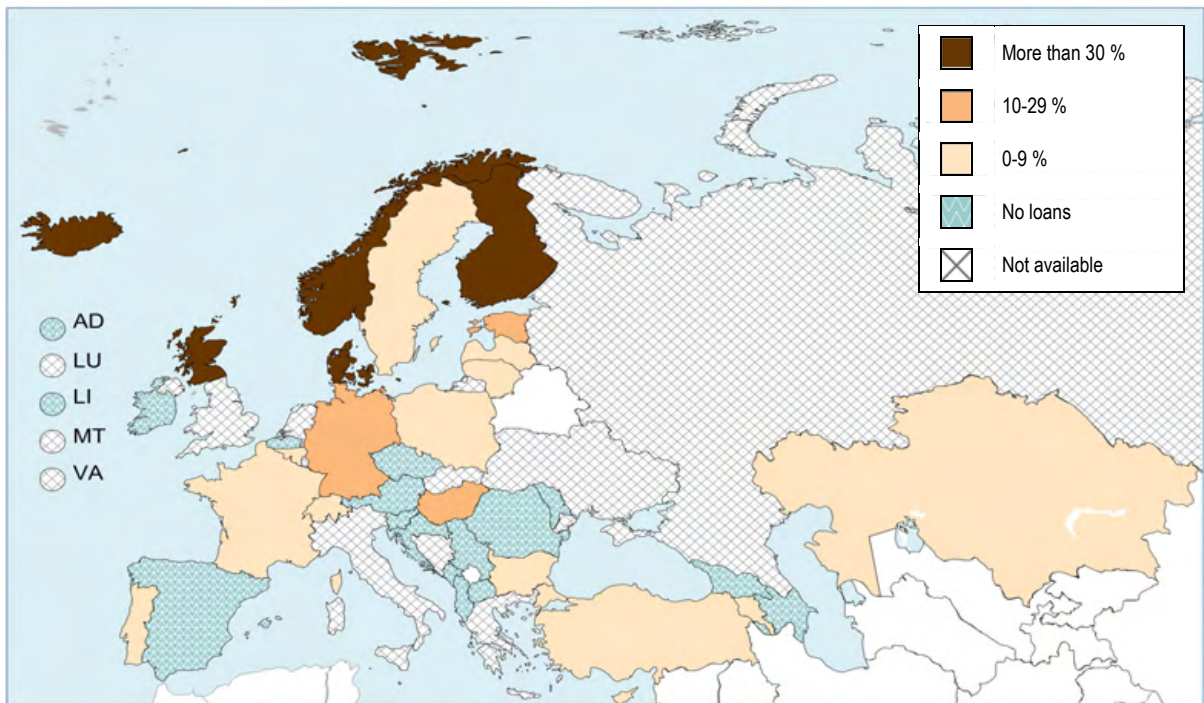 More than 30 %
10-29 %
0-9 %
No loans
Not available
AD
LU
LI
MT
VA